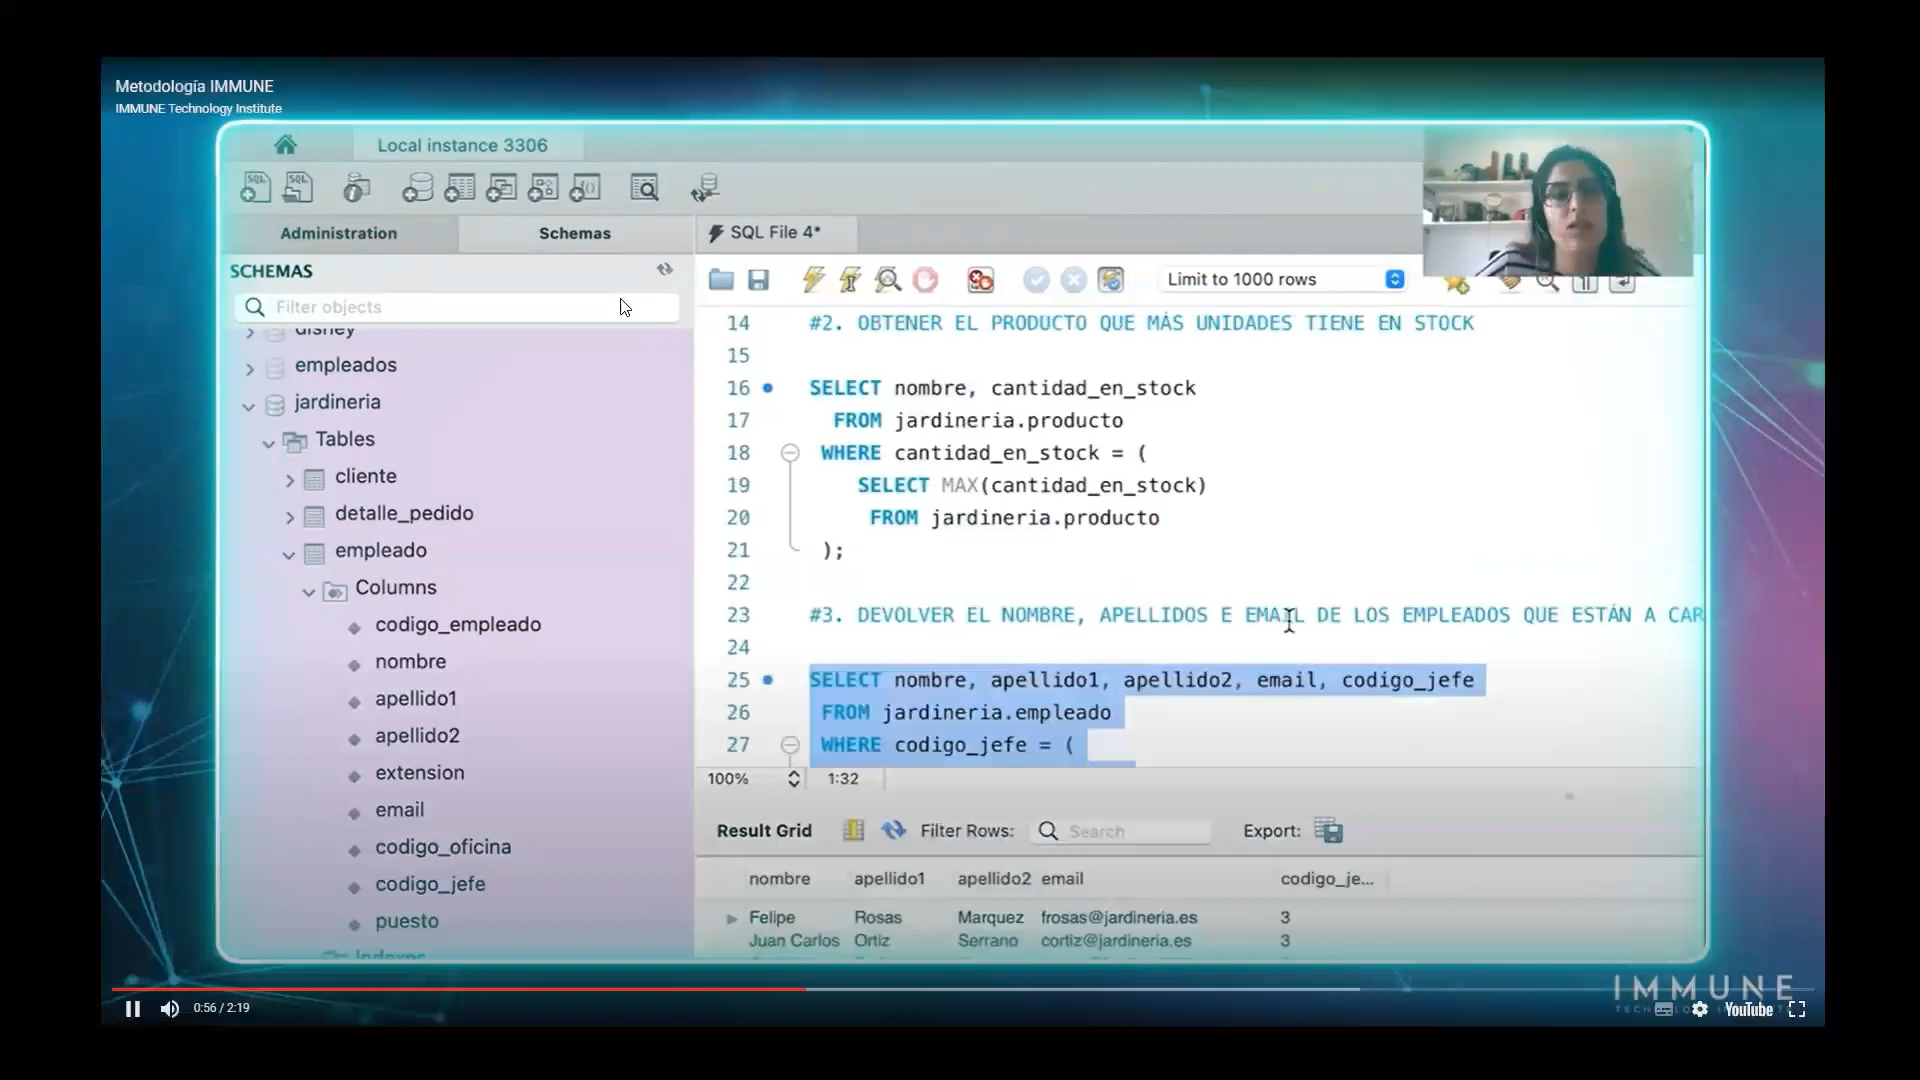 Metodología IMMUNE
IMMUNE Technology Institute
Local instance 3306
Administration
Schemas
SQL File 4*
SCHEMAS
Filter objects
Limit to 1000 rows
disney
empleados
jardineria
Tables
cliente
detalle_pedido
empleado
Columns
codigo_empleado
nombre
apellido1
apellido2
extension
email
codigo_oficina
codigo_jefe
puesto
Indexes
14 #2. OBTENER EL PRODUCTO QUE MÁS UNIDADES TIENE EN STOCK
15
16 SELECT nombre, cantidad_en_stock
17 FROM jardineria.producto
18 WHERE cantidad_en_stock = (
19 SELECT MAX(cantidad_en_stock)
20 FROM jardineria.producto
21 );
22
23 #3. DEVOLVER EL NOMBRE, APELLIDOS E EMAIL DE LOS EMPLEADOS QUE ESTÁN A CAR
24
25 SELECT nombre, apellido1, apellido2, email, codigo_jefe
26 FROM jardineria.empleado
27 WHERE codigo_jefe = (
100% 1:32
Result Grid Filter Rows: Search Export:
nombre apellido1 apellido2 email codigo_je...
Felipe Rosas Marquez frosas@jardineria.es 3
Juan Carlos Ortiz Serrano cortiz@jardineria.es 3
IMMUNE
0:56 / 2:19
YouTube